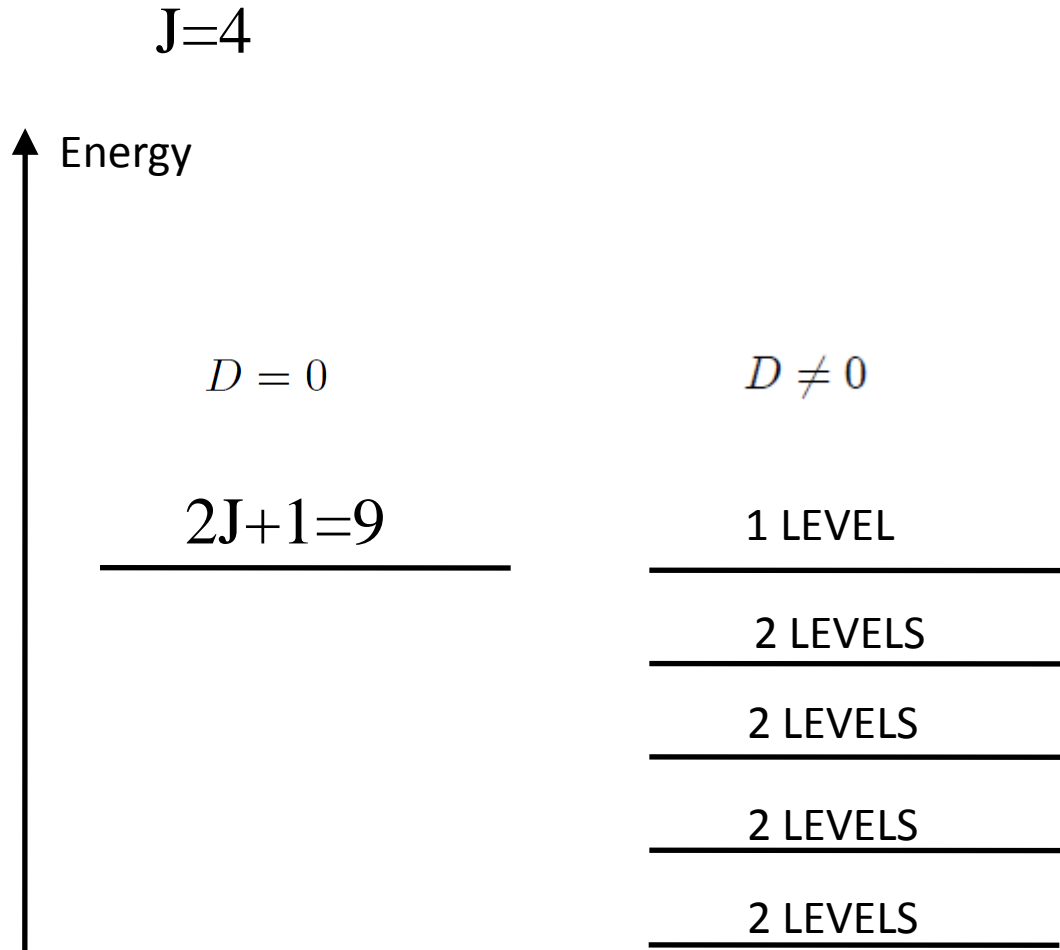 J=4
Energy
D = 0
D ≠ 0
2J+1=9
1 LEVEL
2 LEVELS
2 LEVELS
2 LEVELS
2 LEVELS